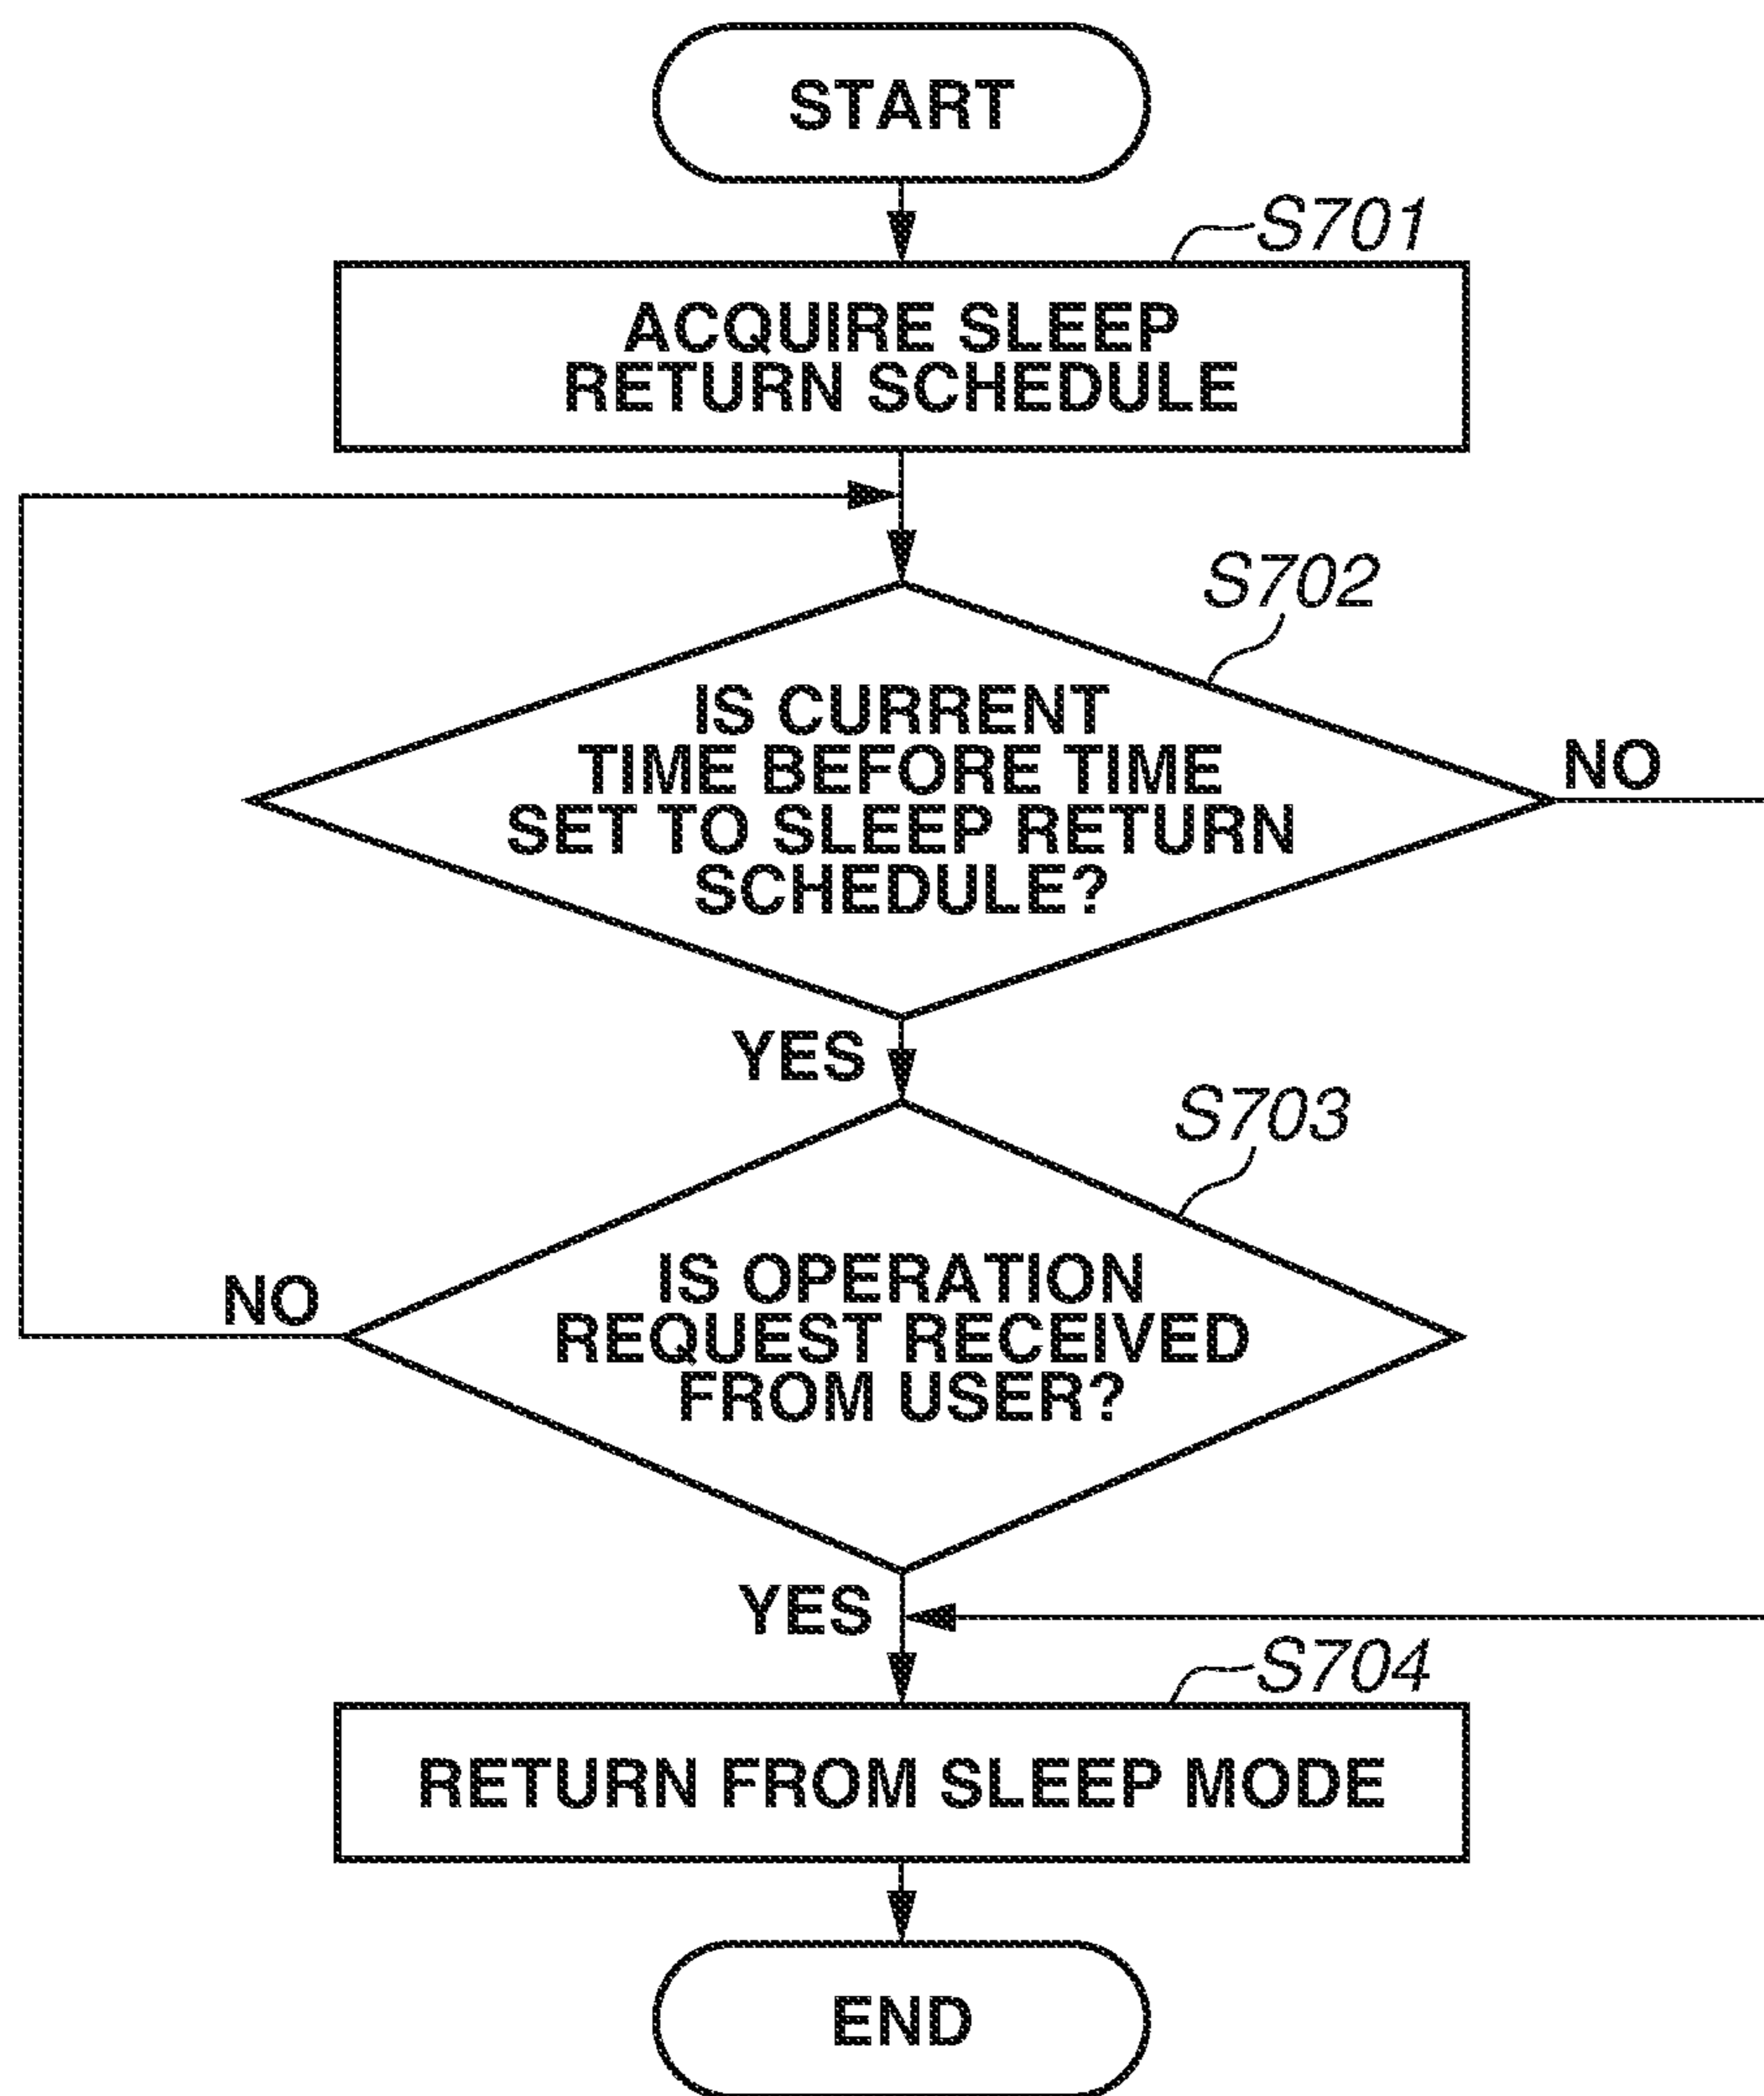 START
S701
ACQUIRE SLEEP
RETURN SCHEDULE
S702
IS CURRENT
TIME BEFORE TIME
SET TO SLEEP RETURN
SCHEDULE?
NO
YES
S703
IS OPERATION
REQUEST RECEIVED
FROM USER?
NO
YES
S704
RETURN FROM SLEEP MODE
END